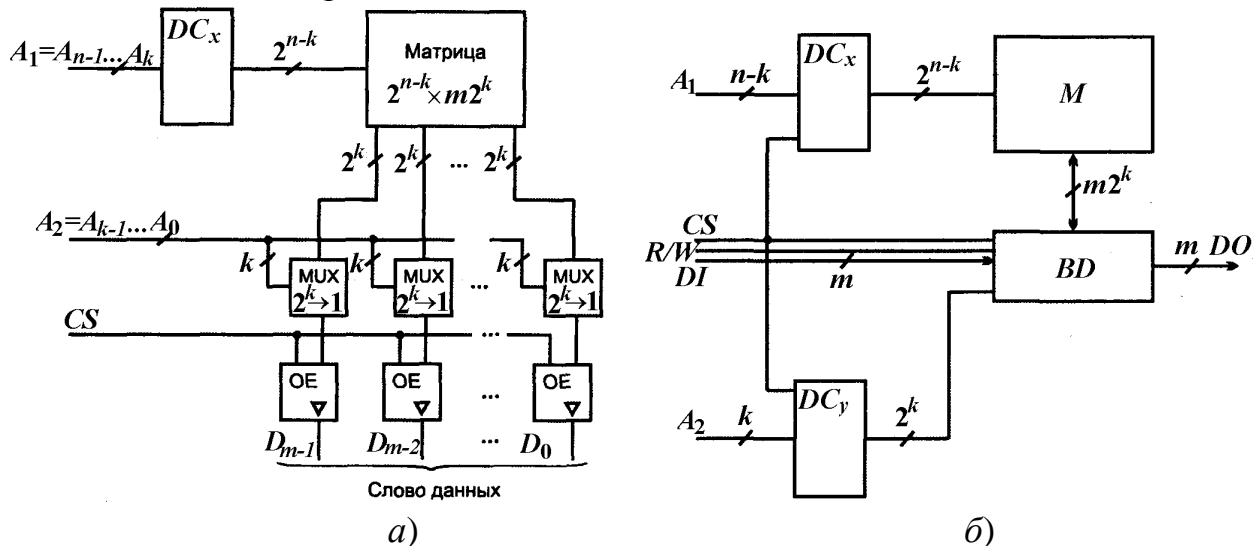 A₁=Aₙ₋₁...Aₖ
DCₓ
2ⁿ⁻ᵏ
Матрица
2ⁿ⁻ᵏ×m2ᵏ
2ᵏ 2ᵏ ... 2ᵏ
A₂=Aₖ₋₁...A₀
k k k
MUX MUX ... MUX
2ᵏ→1 2ᵏ→1 2ᵏ→1
CS
...
OE OE ... OE
▽ ▽ ▽
Dₘ₋₁ Dₘ₋₂ ... D₀
Слово данных
а)
A₁
n-k
DCₓ
2ⁿ⁻ᵏ
M
m2ᵏ
CS
R/W
DI
m
BD
m DO
A₂
k
DCᵧ
2ᵏ
б)